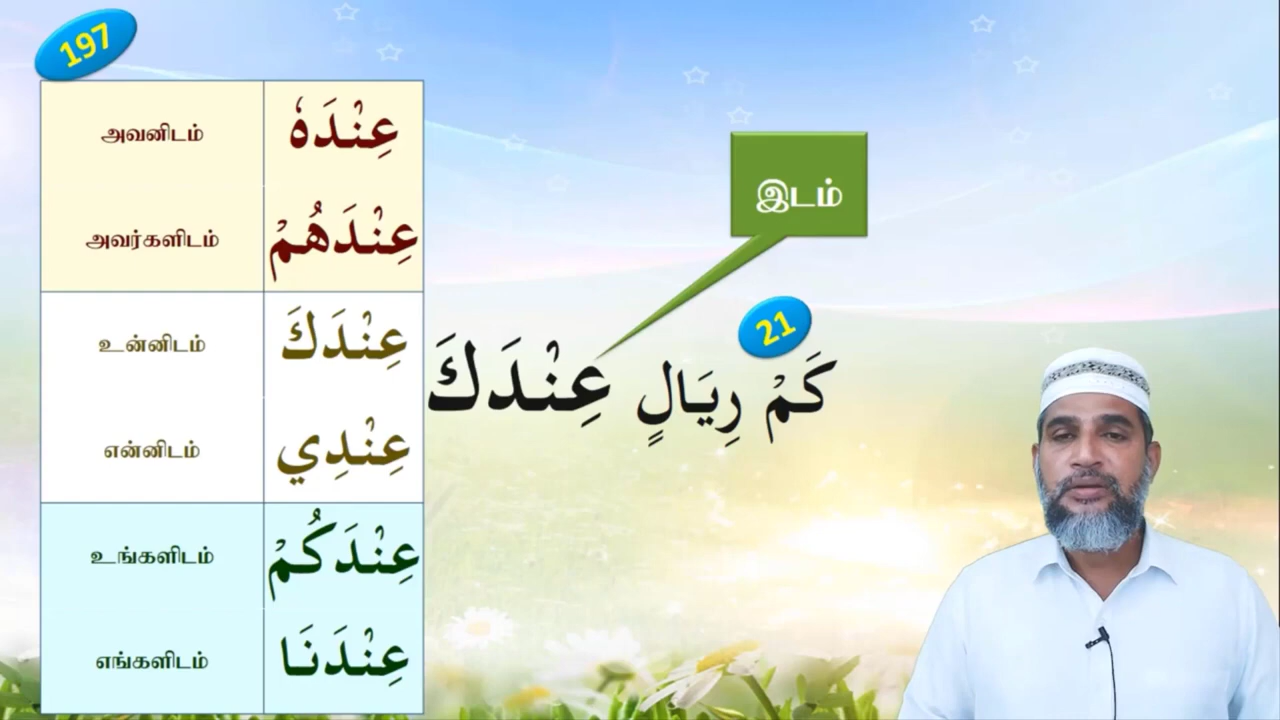 197
அவனிடம் عِنْدَهٗ
அவர்களிடம் عِنْدَهُمْ
உன்னிடம் عِنْدَكَ
என்னிடம் عِنْدِي
உங்களிடம் عِنْدَكُمْ
எங்களிடம் عِنْدَنَا
இடம்
21
كَمْ رِيَالٍ عِنْدَكَ